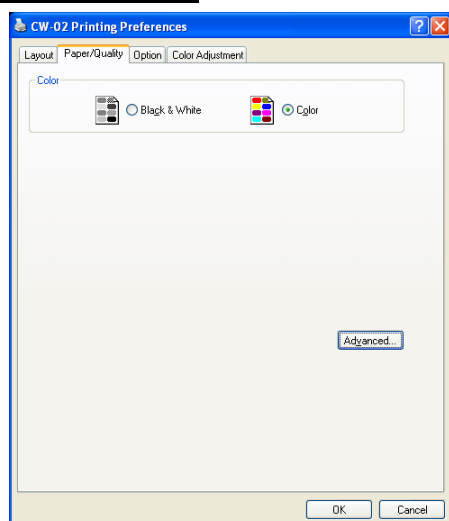 CW-02 Printing Preferences
Layout Paper/Quality Option Color Adjustment
Color
Black & White Color
Advanced...
OK Cancel